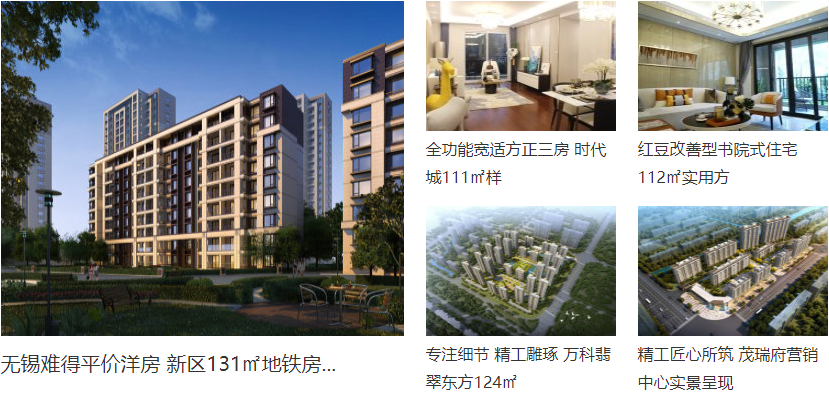 全功能宽适方正三房 时代
城111㎡样
红豆改善型书院式住宅
112㎡实用方
无锡难得平价洋房 新区131㎡地铁房...
专注细节 精工雕琢 万科翡
翠东方124㎡
精工匠心所筑 茂瑞府营销
中心实景呈现